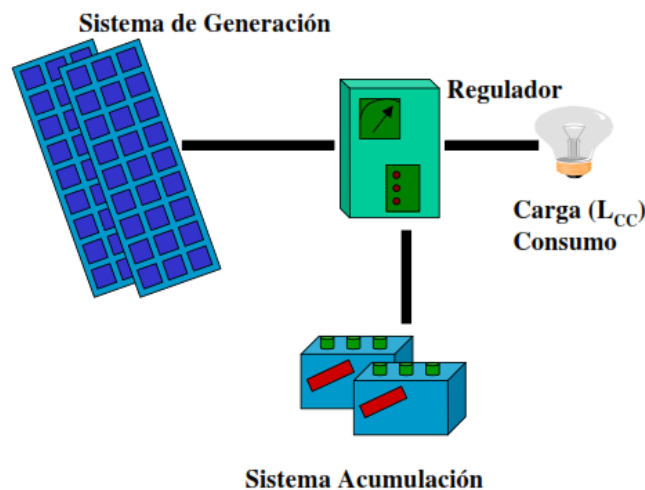 Sistema de Generación
Regulador
Carga (L_CC)
Consumo
Sistema Acumulación